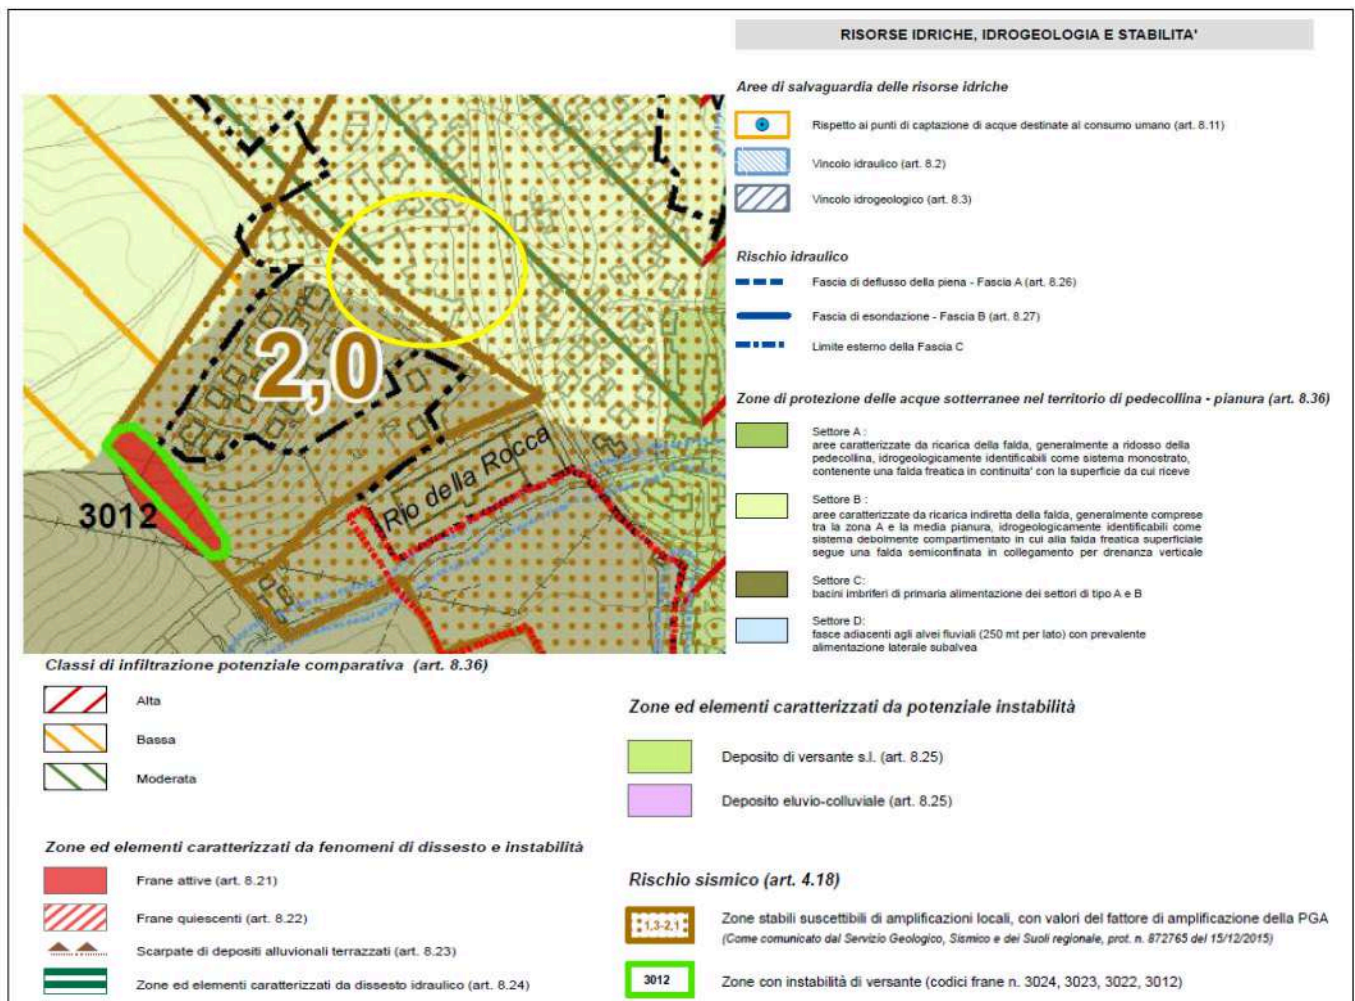 RISORSE IDRICHE, IDROGEOLOGIA E STABILITA'
Aree di salvaguardia delle risorse idriche
Rispetto ai punti di captazione di acque destinate al consumo umano (art. 8.11)
Vincolo idraulico (art. 8.2)
Vincolo idrogeologico (art. 8.3)
Rischio idraulico
Fascia di deflusso della piena - Fascia A (art. 8.26)
Fascia di esondazione - Fascia B (art. 8.27)
Limite esterno della Fascia C
Zone di protezione delle acque sotterranee nel territorio di pedecollina - pianura (art. 8.36)
Settore A :
aree caratterizzate da ricarica della falda, generalmente a ridosso della
pedecollina, idrogeologicamente identificabili come sistema monostrato,
contenente una falda freatica in continuita' con la superficie da cui riceve
Settore B :
aree caratterizzate da ricarica indiretta della falda, generalmente comprese
tra la zona A e la media pianura, idrogeologicamente identificabili come
sistema debolmente compartimentato in cui alla falda freatica superficiale
segue una falda semiconfinata in collegamento per drenanza verticale
Settore C:
bacini imbriferi di primaria alimentazione dei settori di tipo A e B
Settore D:
fasce adiacenti agli alvei fluviali (250 mt per lato) con prevalente
alimentazione laterale subalvea
2,0
Rio della Rocca
3012
Classi di infiltrazione potenziale comparativa (art. 8.36)
Alta
Bassa
Moderata
Zone ed elementi caratterizzati da fenomeni di dissesto e instabilità
Frane attive (art. 8.21)
Frane quiescenti (art. 8.22)
Scarpate di depositi alluvionali terrazzati (art. 8.23)
Zone ed elementi caratterizzati da dissesto idraulico (art. 8.24)
Zone ed elementi caratterizzati da potenziale instabilità
Deposito di versante s.l. (art. 8.25)
Deposito eluvio-colluviale (art. 8.25)
Rischio sismico (art. 4.18)
1,3-2,1
Zone stabili suscettibili di amplificazioni locali, con valori del fattore di amplificazione della PGA
(Come comunicato dal Servizio Geologico, Sismico e dei Suoli regionale, prot. n. 872765 del 15/12/2015)
3012
Zone con instabilità di versante (codici frane n. 3024, 3023, 3022, 3012)